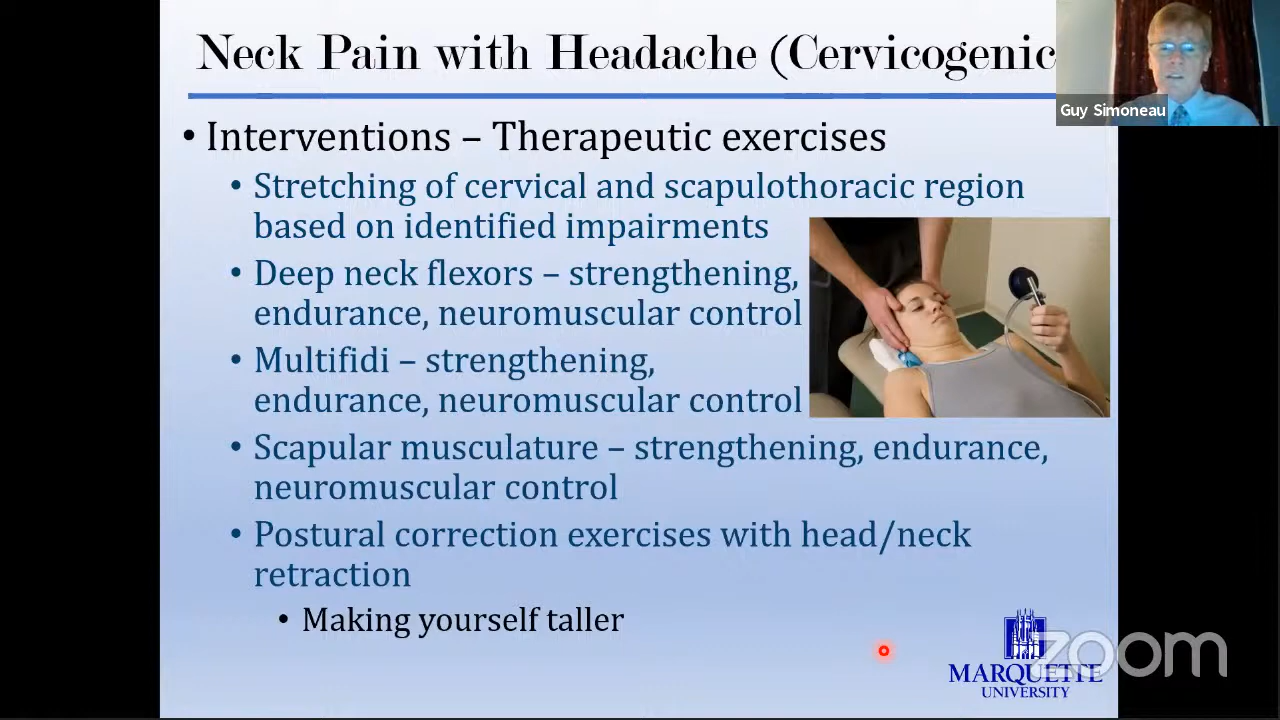 Neck Pain with Headache (Cervicogenic
Guy Simoneau
• Interventions – Therapeutic exercises
• Stretching of cervical and scapulothoracic region
based on identified impairments
• Deep neck flexors – strengthening,
endurance, neuromuscular control
• Multifidi – strengthening,
endurance, neuromuscular control
• Scapular musculature – strengthening, endurance,
neuromuscular control
• Postural correction exercises with head/neck
retraction
• Making yourself taller
zoom
MARQUETTE
UNIVERSITY